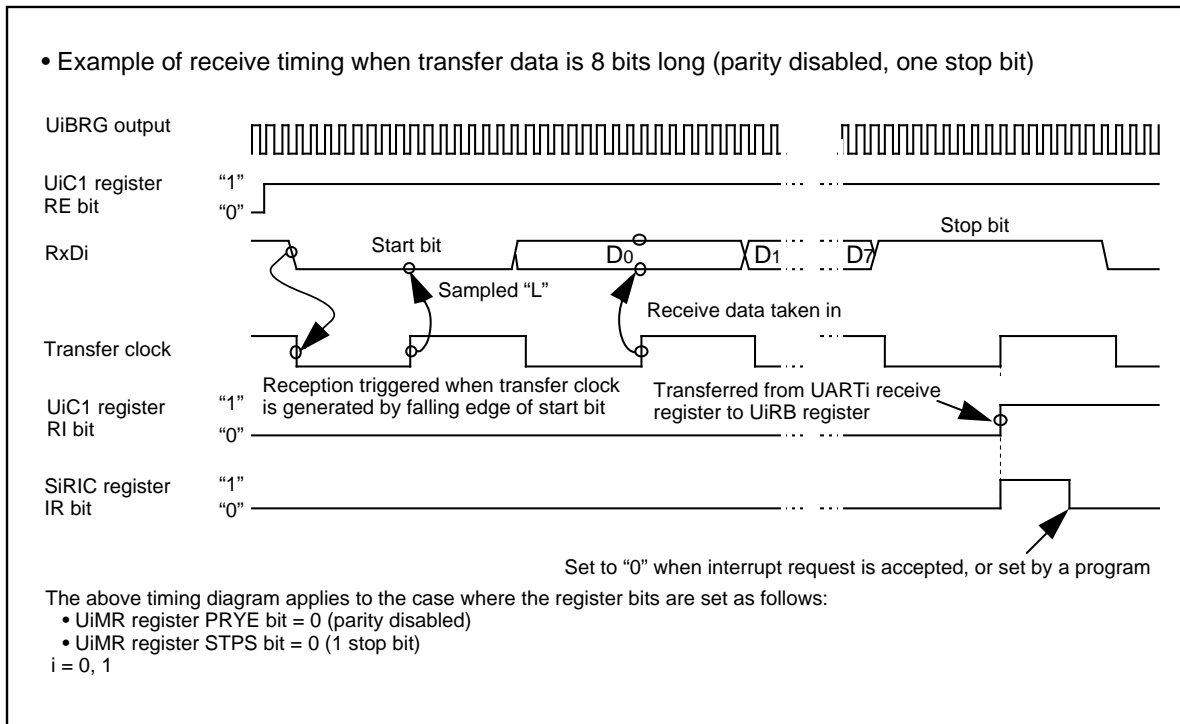 • Example of receive timing when transfer data is 8 bits long (parity disabled, one stop bit)
UiBRG output
UiC1 register
RE bit
“1”
“0”
RxDi
Start bit
D0
D1
D7
Stop bit
Sampled “L”
Receive data taken in
Transfer clock
Reception triggered when transfer clock
is generated by falling edge of start bit
Transferred from UARTi receive
register to UiRB register
UiC1 register
RI bit
“1”
“0”
SiRIC register
IR bit
“1”
“0”
Set to “0” when interrupt request is accepted, or set by a program
The above timing diagram applies to the case where the register bits are set as follows:
• UiMR register PRYE bit = 0 (parity disabled)
• UiMR register STPS bit = 0 (1 stop bit)
i = 0, 1